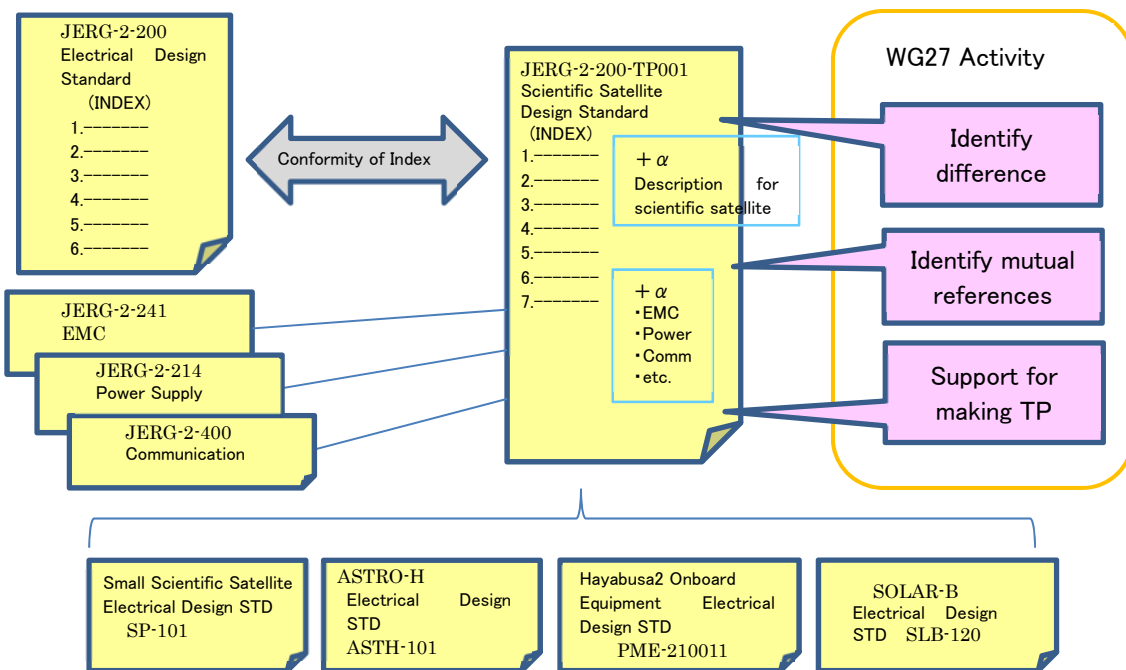 JERG-2-200
Electrical Design
Standard
(INDEX)
1.-------
2.-------
3.-------
4.-------
5.-------
6.-------
Conformity of Index
JERG-2-200-TP001
Scientific Satellite
Design Standard
(INDEX)
1.-------
2.-------
3.-------
4.-------
5.-------
6.-------
7.-------
+α
Description for
scientific satellite
+α
・EMC
・Power
・Comm
・etc.
WG27 Activity
Identify
difference
Identify mutual
references
Support for
making TP
JERG-2-241
EMC
JERG-2-214
Power Supply
JERG-2-400
Communication
Small Scientific Satellite
Electrical Design STD
SP-101
ASTRO-H
Electrical Design
STD
ASTH-101
Hayabusa2 Onboard
Equipment Electrical
Design STD
PME-210011
SOLAR-B
Electrical Design
STD SLB-120